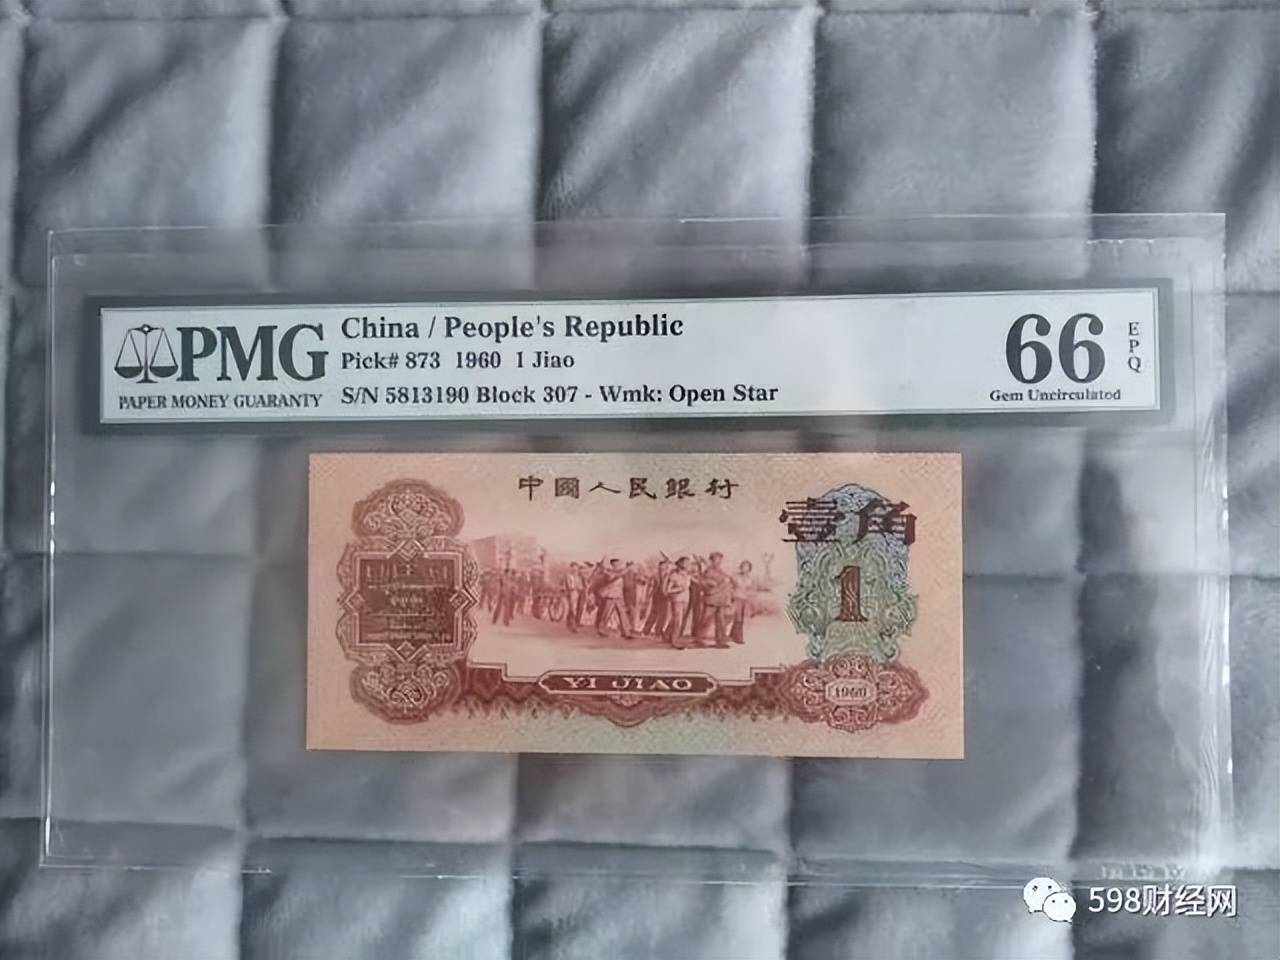 PMG
PAPER MONEY GUARANTY
China / People's Republic
Pick# 873 1960 1 Jiao
S/N 5813190 Block 307 - Wmk: Open Star
66
EPQ
Gem Uncirculated
中國人民銀行
壹角
1
YI JIAO
1960
598财经网